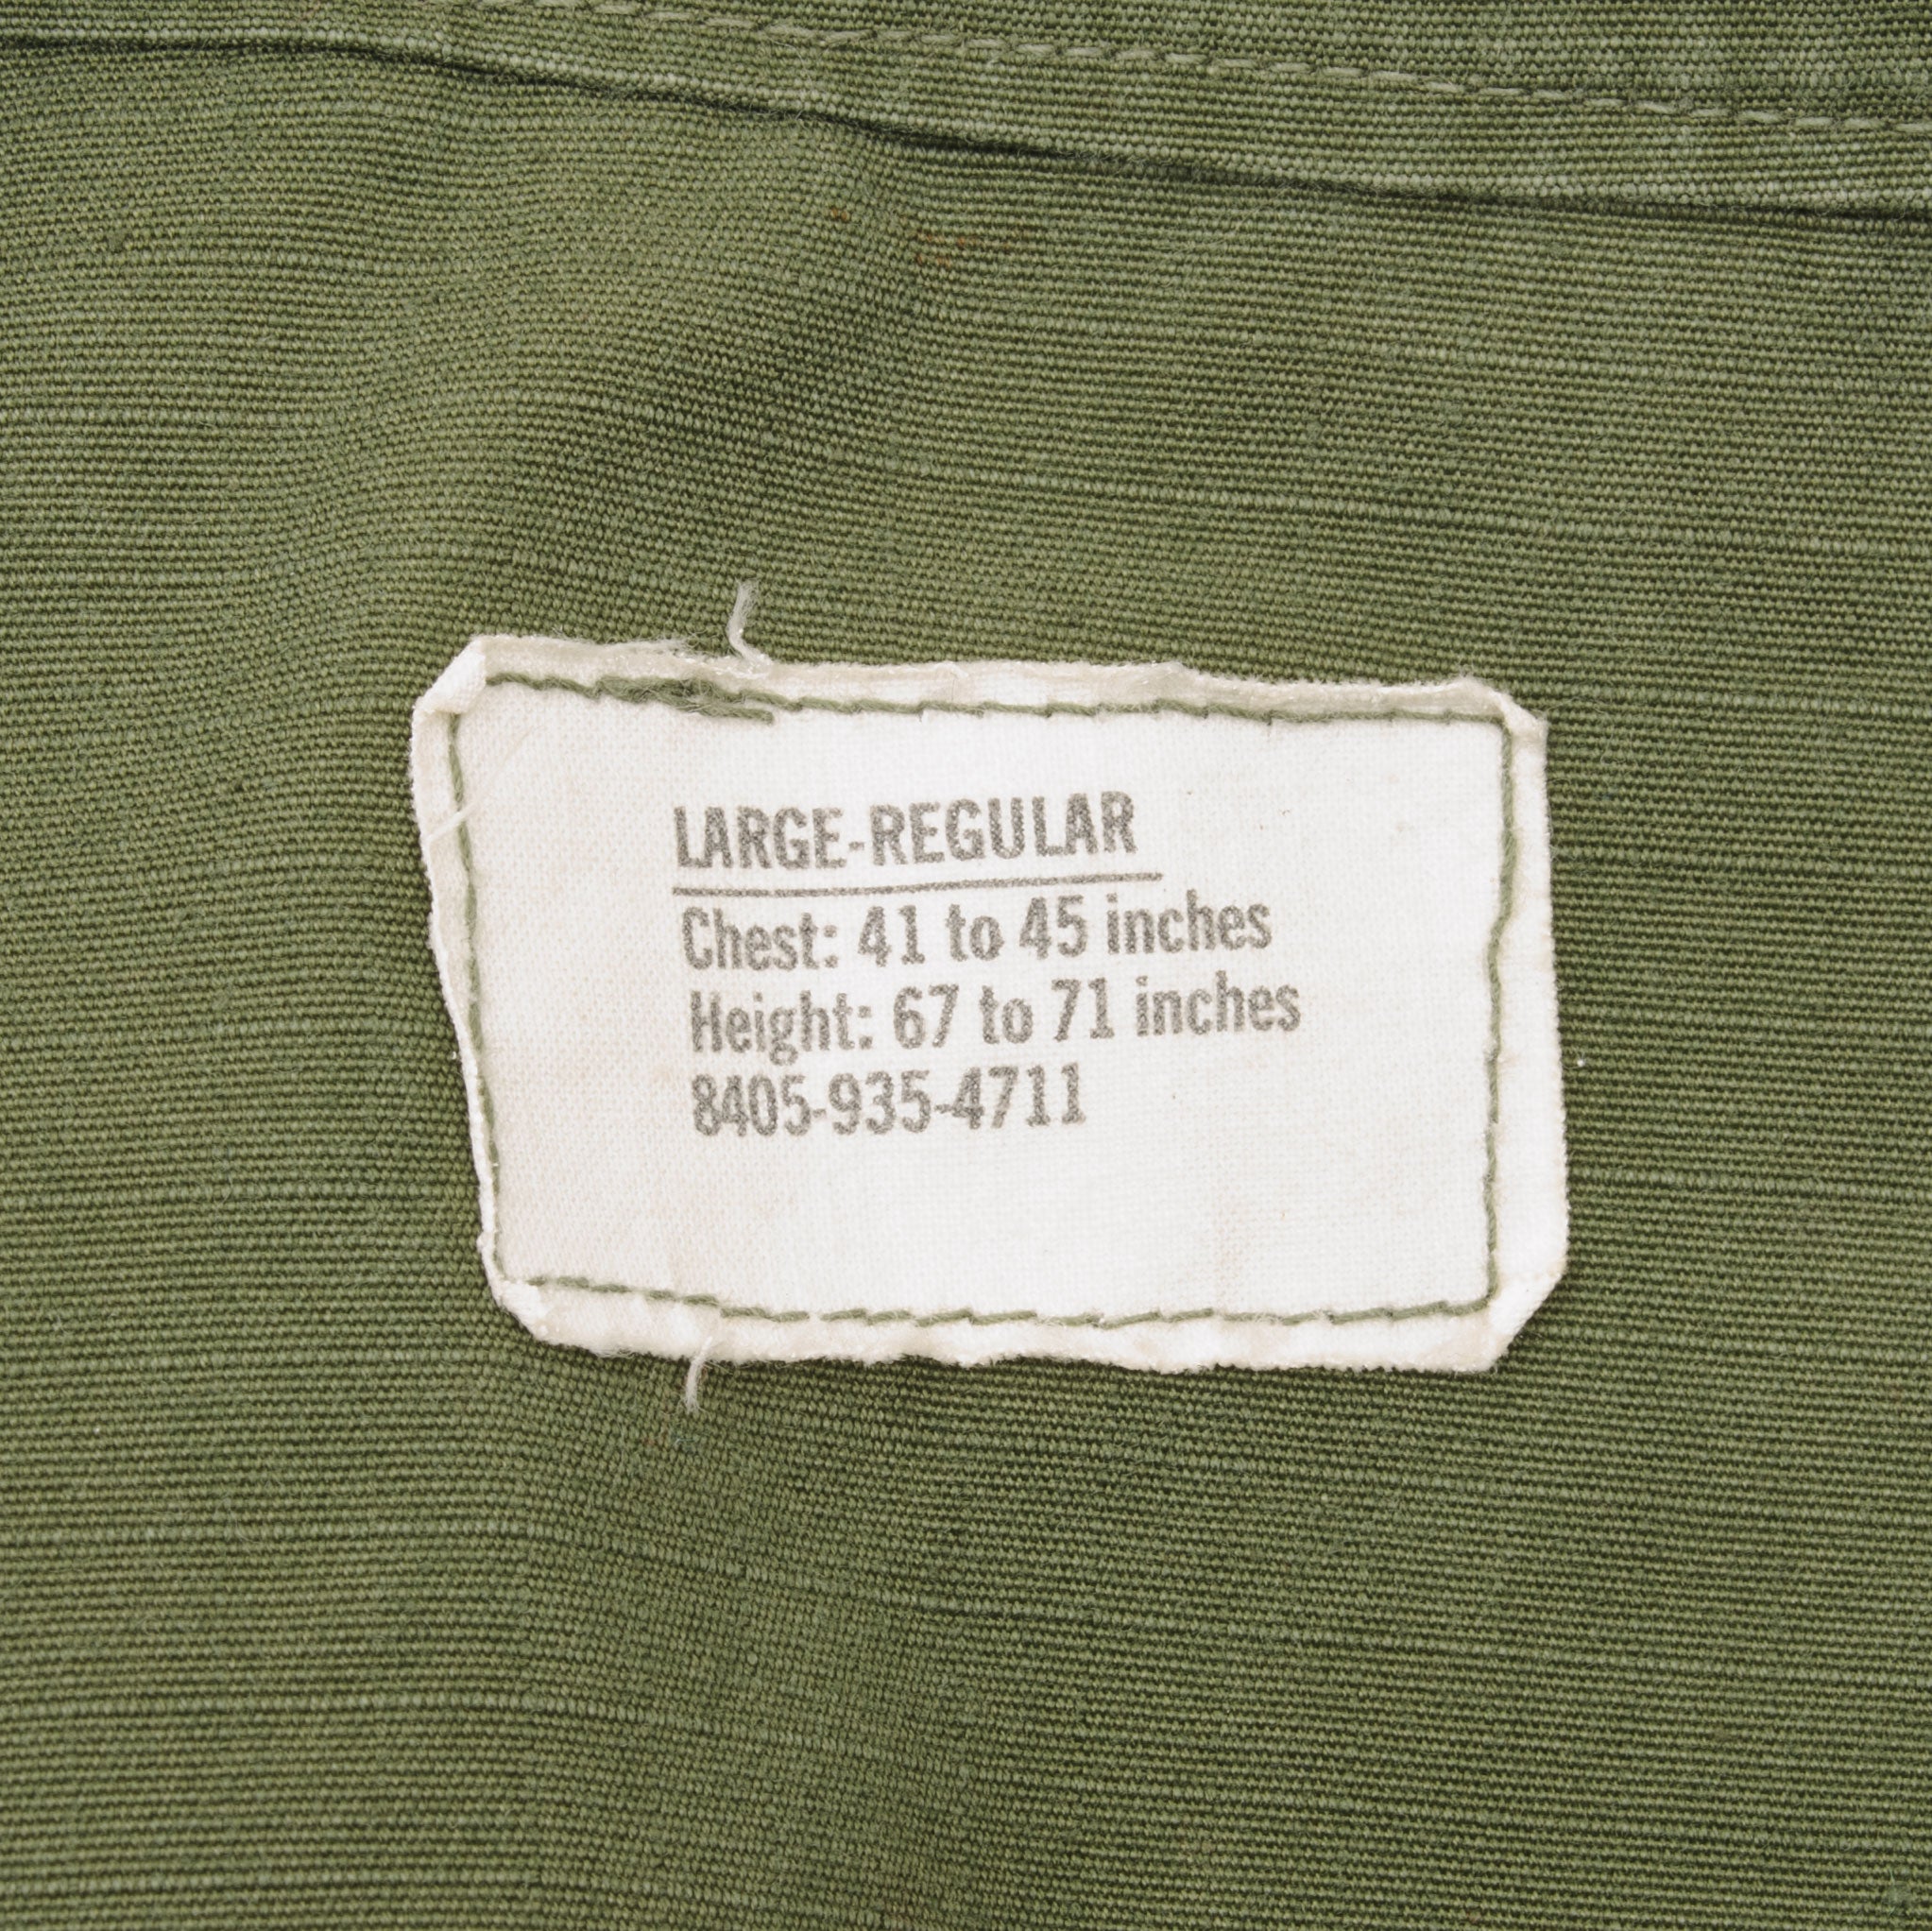 LARGE-REGULAR
Chest: 41 to 45 inches
Height: 67 to 71 inches
8405-935-4711